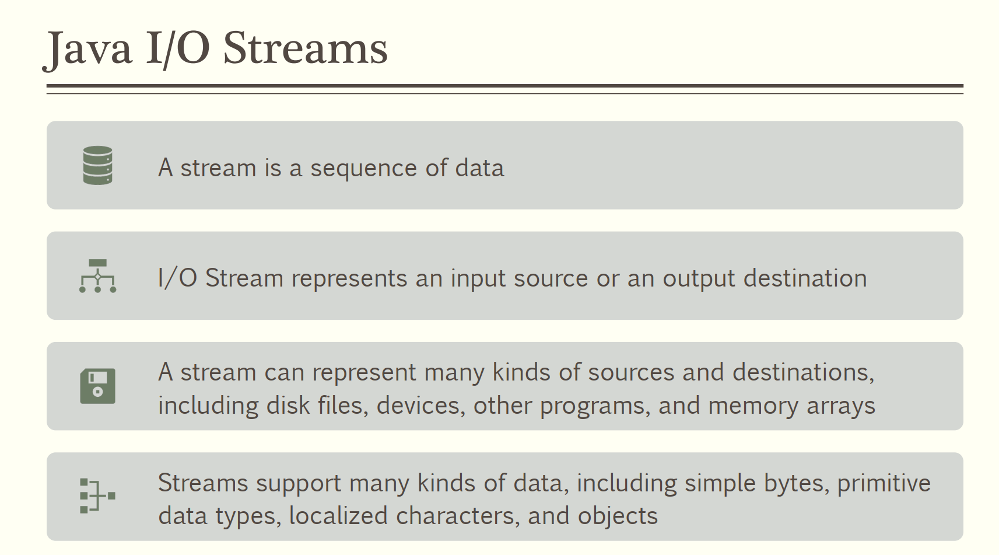 Java I/O Streams
A stream is a sequence of data
I/O Stream represents an input source or an output destination
A stream can represent many kinds of sources and destinations,
including disk files, devices, other programs, and memory arrays
Streams support many kinds of data, including simple bytes, primitive
data types, localized characters, and objects